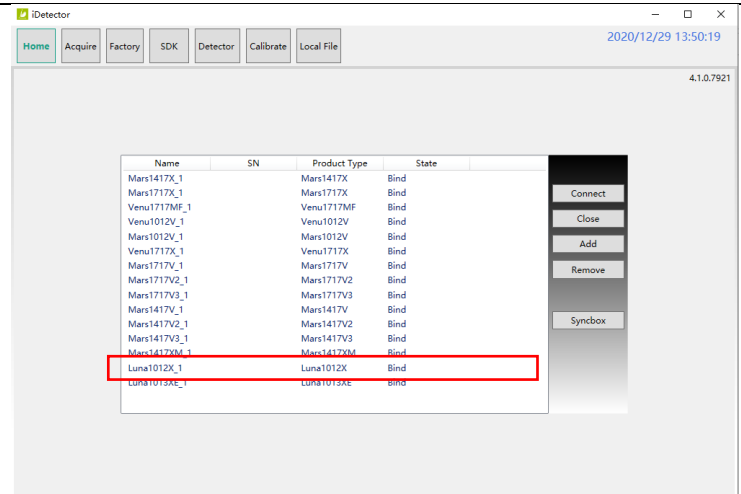 iDetector
Home Acquire Factory SDK Detector Calibrate Local File 2020/12/29 13:50:19
4.1.0.7921
Name SN Product Type State
Mars1417X_1 Mars1417X Bind
Mars1717X_1 Mars1717X Bind
Venu1717MF_1 Venu1717MF Bind
Venu1012V_1 Venu1012V Bind
Mars1012V_1 Mars1012V Bind
Venu1717X_1 Venu1717X Bind
Mars1717V_1 Mars1717V Bind
Mars1717V2_1 Mars1717V2 Bind
Mars1717V3_1 Mars1717V3 Bind
Mars1417V_1 Mars1417V Bind
Mars1417V2_1 Mars1417V2 Bind
Mars1417V3_1 Mars1417V3 Bind
Mars1417XM_1 Mars1417XM Bind
Luna1012X_1 Luna1012X Bind
Luna1013XE_1 Luna1013XE Bind
Connect
Close
Add
Remove
Syncbox